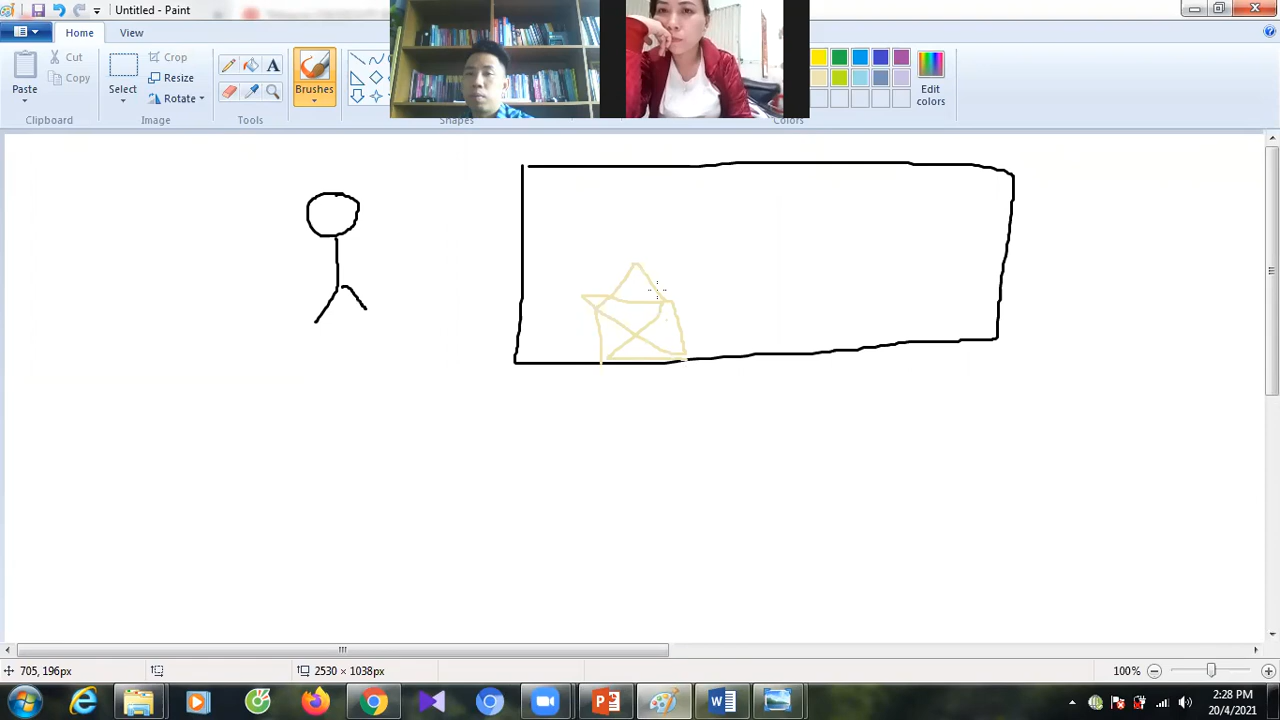 Untitled - Paint
Home
View
Paste
Cut
Copy
Clipboard
Select
Crop
Resize
Rotate
Image
A
Tools
Brushes
Shapes
Edit
colors
Colors
705, 196px
2530 × 1038px
100%
2:28 PM
20/4/2021